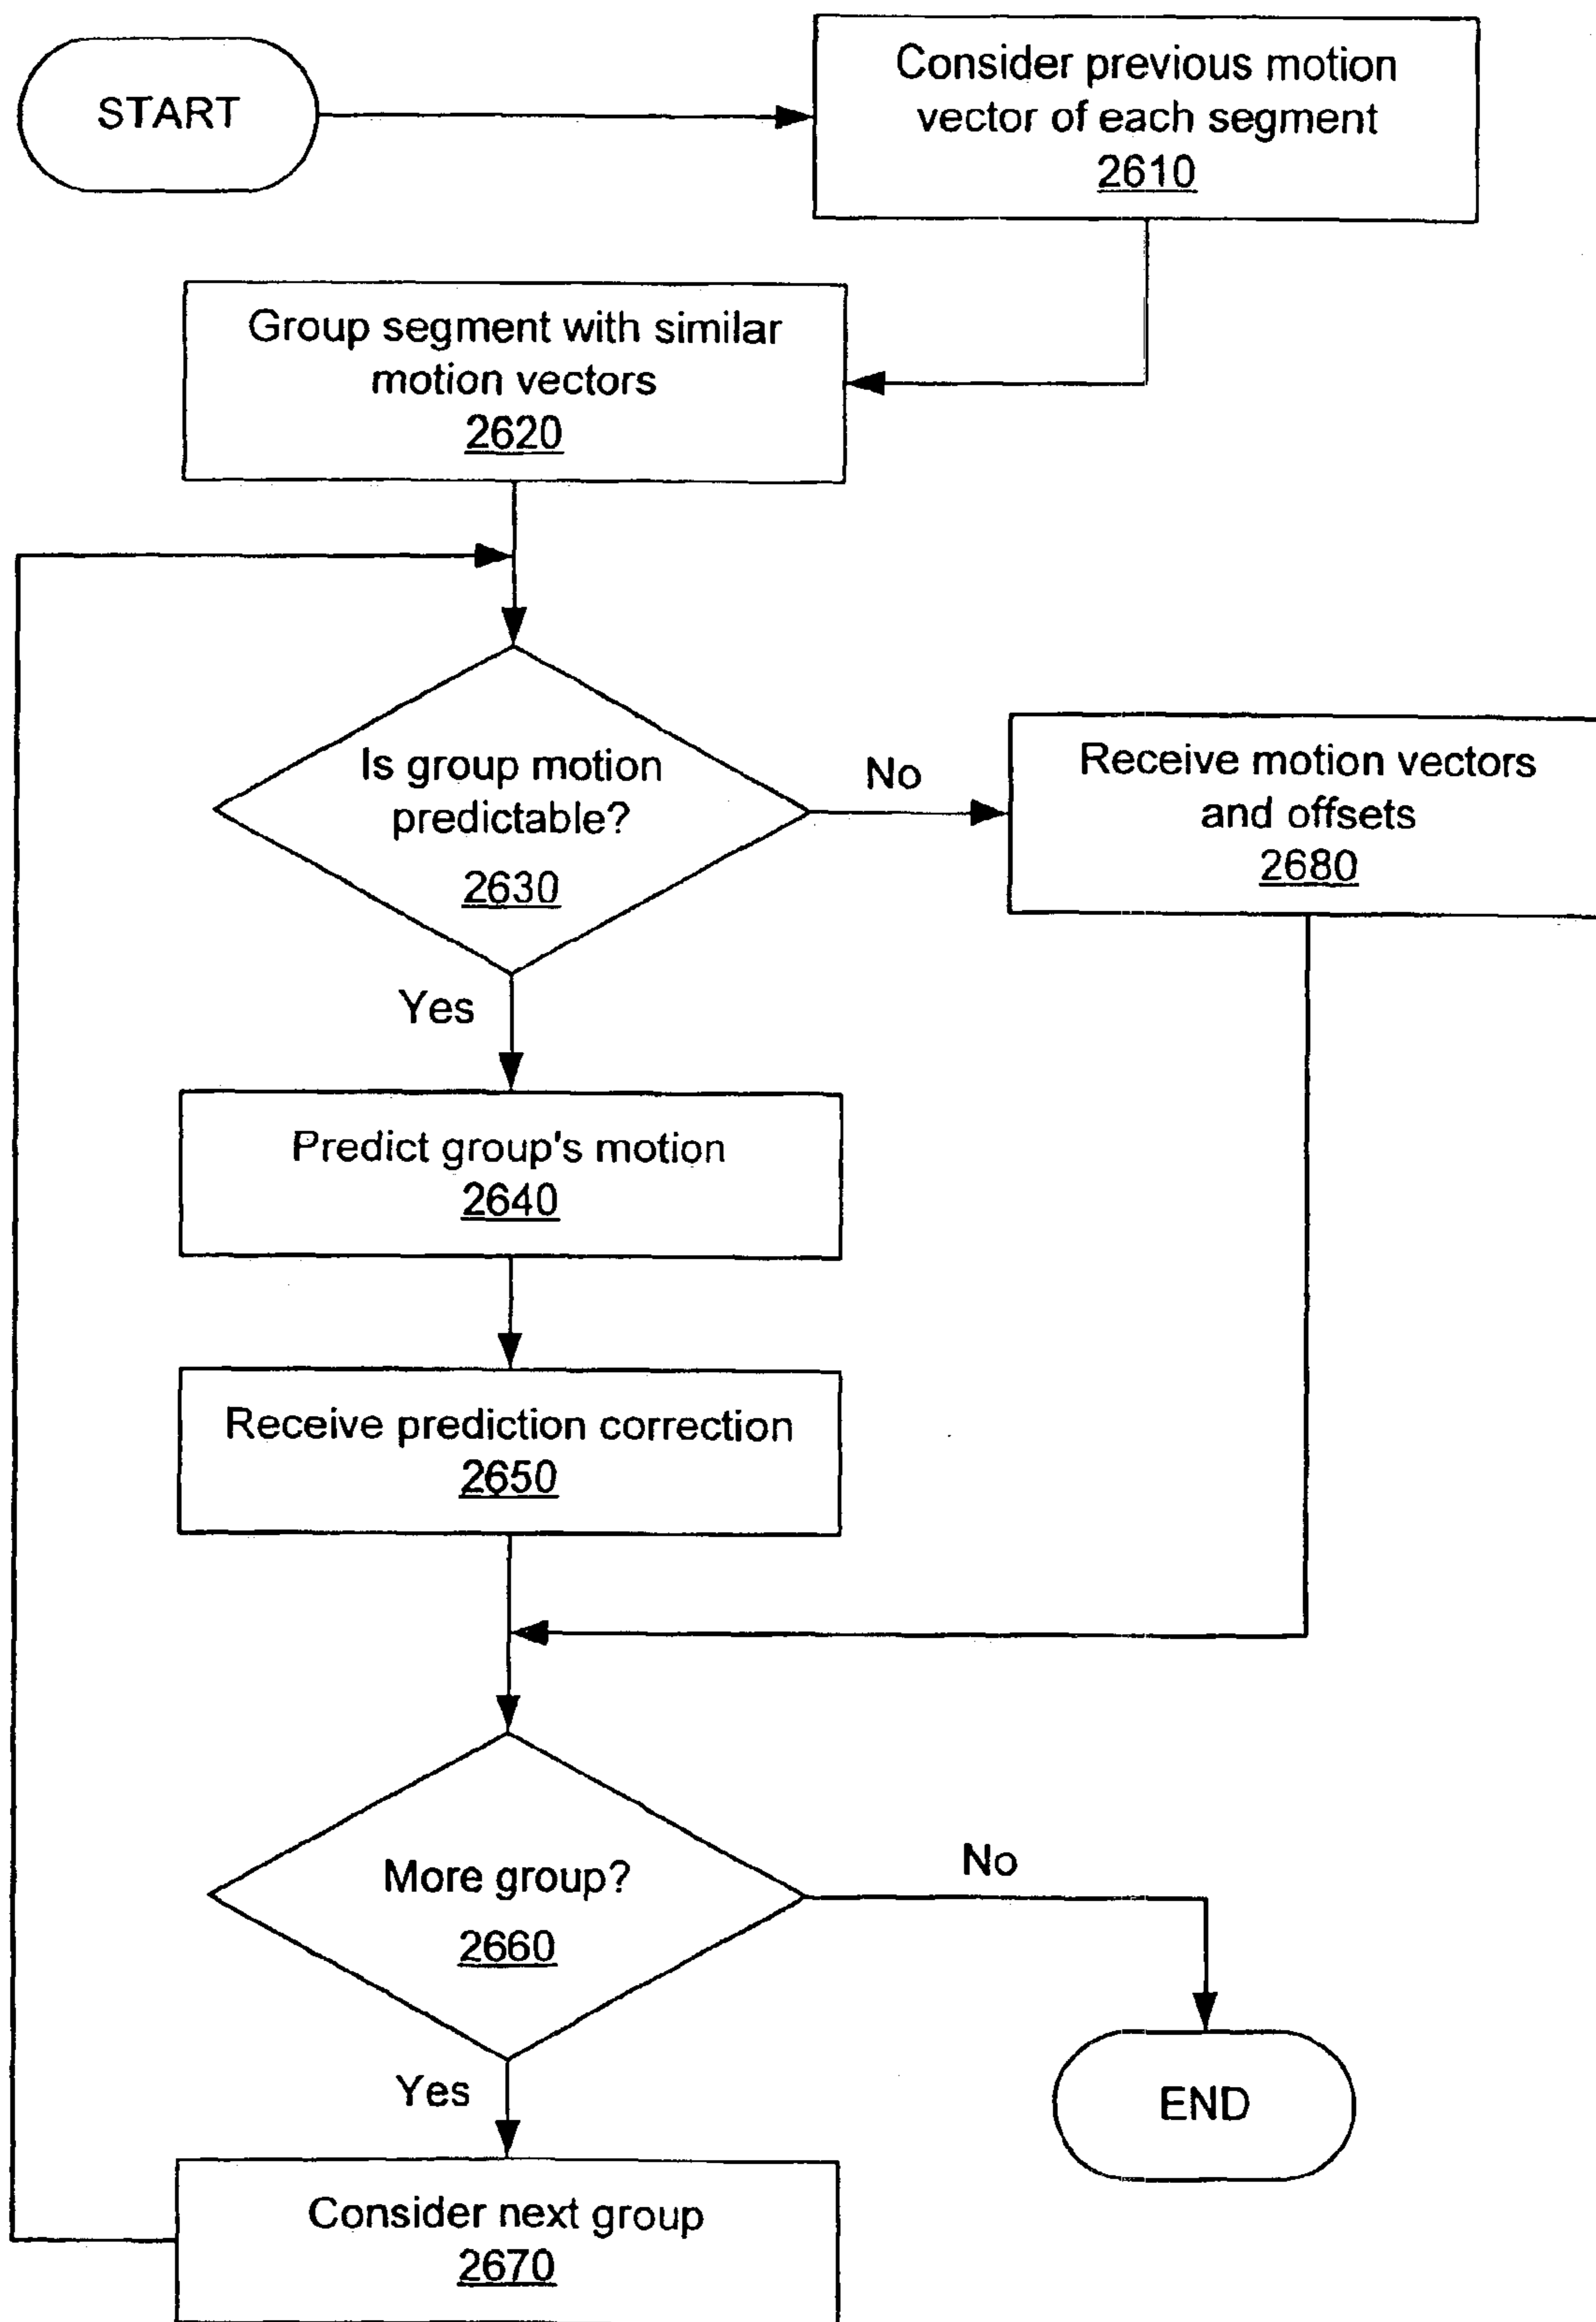 START
Consider previous motion
vector of each segment
2610
Group segment with similar
motion vectors
2620
Is group motion
predictable?
2630
No
Receive motion vectors
and offsets
2680
Yes
Predict group's motion
2640
Receive prediction correction
2650
More group?
2660
No
Yes
END
Consider next group
2670